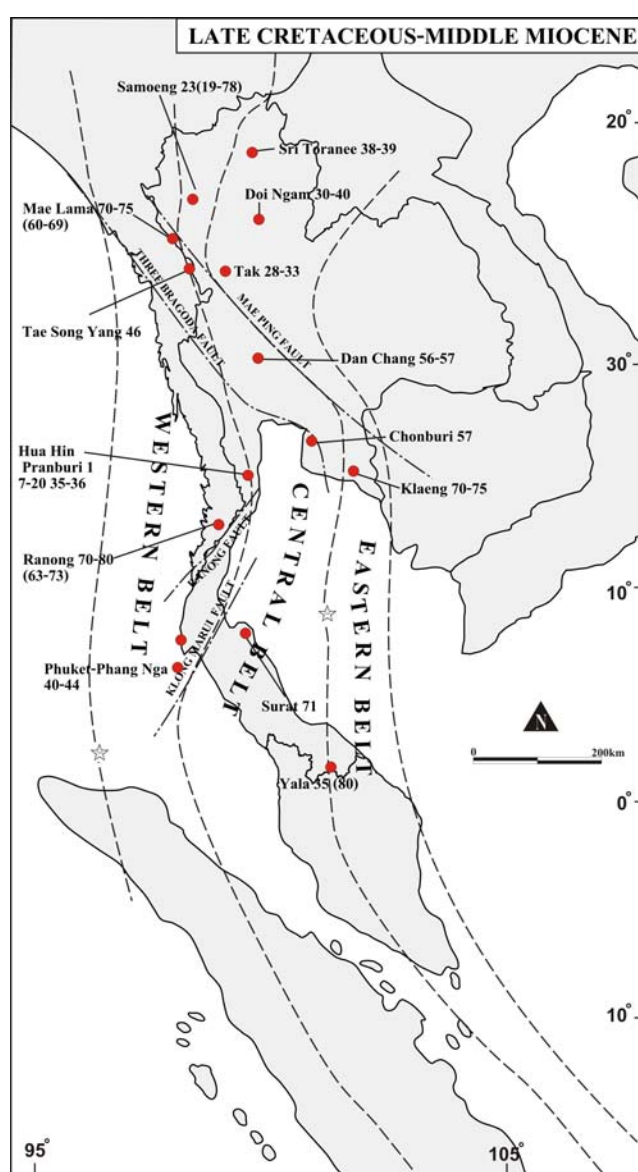 LATE CRETACEOUS-MIDDLE MIOCENE
Samoeng 23(19-78)
20°
Sri Toranee 38-39
Doi Ngam 30-40
Mae Lama 70-75
(60-69)
Tak 28-33
THREE BRAGODA FAULT
MAE PING FAULT
Tae Song Yang 46
Dan Chang 56-57
30°
WESTERN BELT
CENTRAL BELT
EASTERN BELT
Chonburi 57
Hua Hin
Pranburi 1
7-20 35-36
Klaeng 70-75
Ranong 70-80
(63-73)
RANONG FAULT
10°
KLONG MARUI FAULT
Phuket-Phang Nga
40-44
Surat 71
N
0
200km
Yala 55 (80)
0°
10°
95°
105°